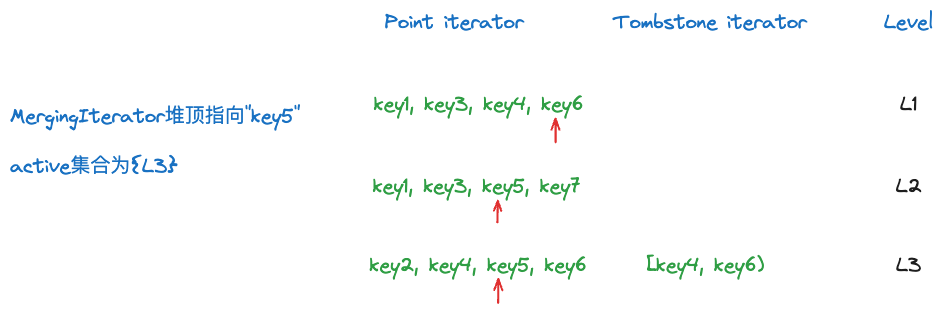 Point iterator Tombstone iterator Level
MergingIterator堆顶指向"key5"
key1, key3, key4, key6 L1
active集合为{L3}
key1, key3, key5, key7 L2
key2, key4, key5, key6 [key4, key6) L3